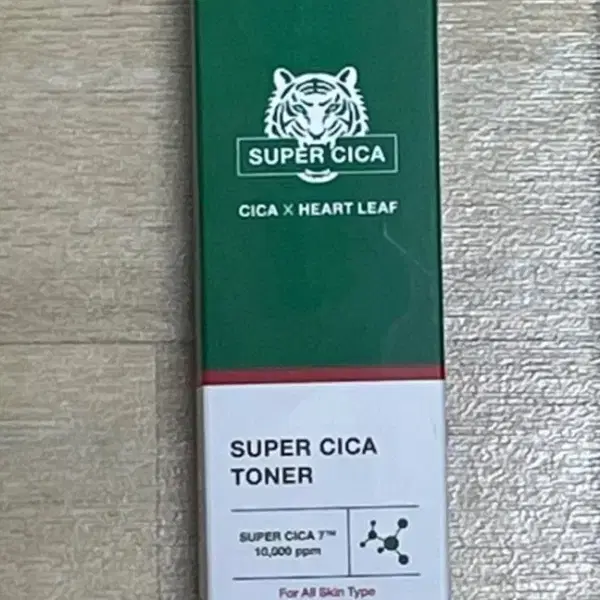 SUPER CICA
CICA X HEART LEAF
SUPER CICA
TONER
SUPER CICA 7™
10,000 ppm
For All Skin Type